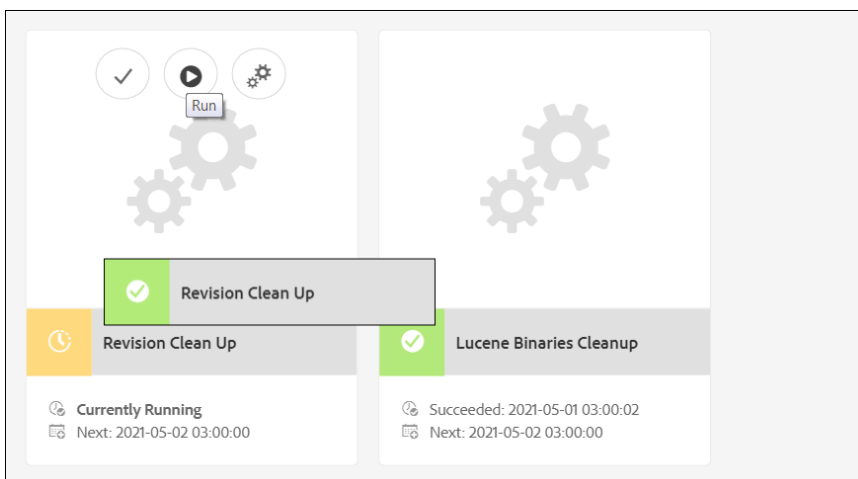 Run
Revision Clean Up
Revision Clean Up
Currently Running
Next: 2021-05-02 03:00:00
Lucene Binaries Cleanup
Succeeded: 2021-05-01 03:00:02
Next: 2021-05-02 03:00:00